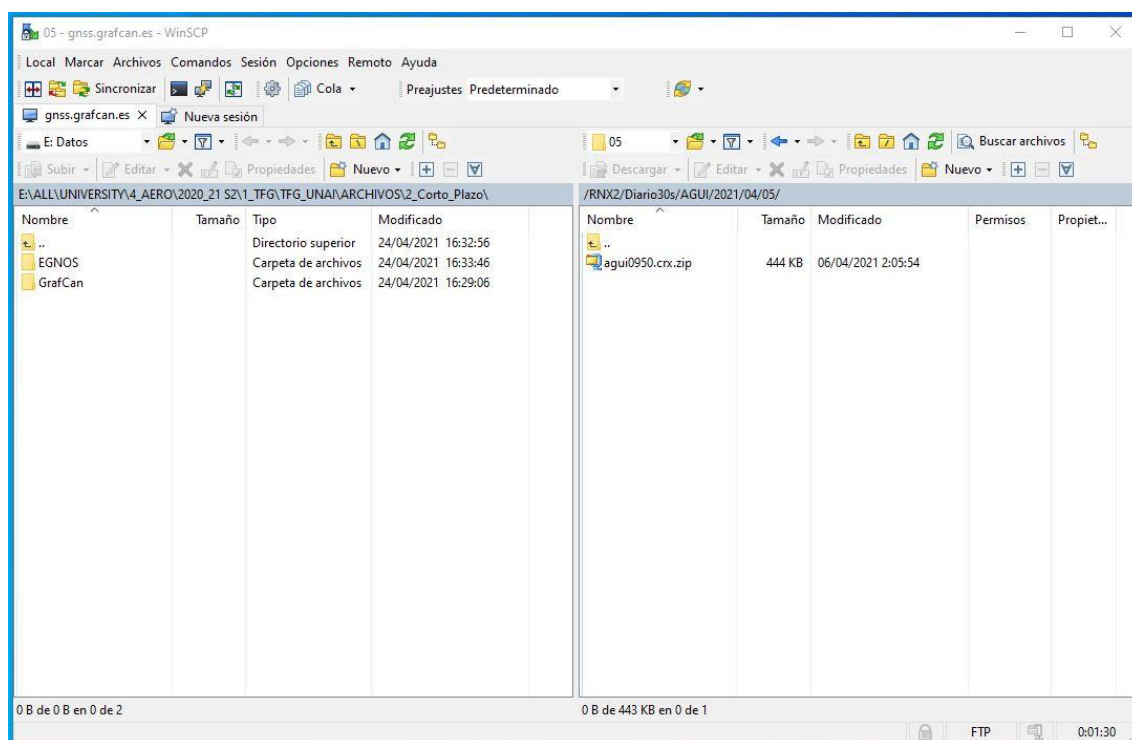 05 - gnss.grafcan.es - WinSCP
Local Marcar Archivos Comandos Sesión Opciones Remoto Ayuda
Sincronizar Cola Preajustes Predeterminado
gnss.grafcan.es Nueva sesión
E: Datos 05 Buscar archivos
Subir Editar Propiedades Nuevo Descargar Editar Propiedades Nuevo
E:\ALL\UNIVERSITY\4_AERO\2020_21 S2\1_TFG\TFG_UNAI\ARCHIVOS\2_Corto_Plazo\ /RNX2/Diario30s/AGUI/2021/04/05/
Nombre Tamaño Tipo Modificado Nombre Tamaño Modificado Permisos Propiet...
.. Directorio superior 24/04/2021 16:32:56 ..
EGNOS Carpeta de archivos 24/04/2021 16:33:46 agui0950.crx.zip 444 KB 06/04/2021 2:05:54
GrafCan Carpeta de archivos 24/04/2021 16:29:06
0 B de 0 B en 0 de 2 0 B de 443 KB en 0 de 1
FTP 0:01:30